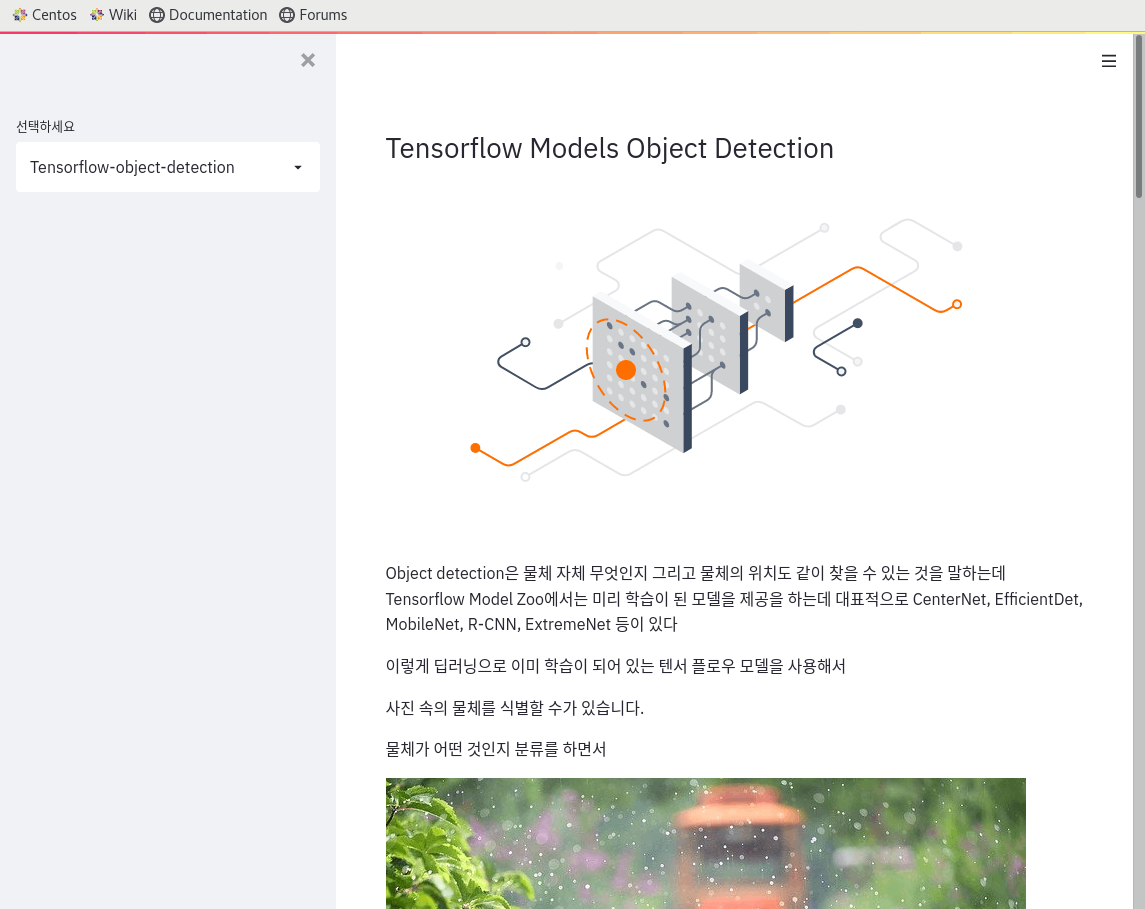 Centos Wiki Documentation Forums
선택하세요
Tensorflow-object-detection
Tensorflow Models Object Detection
Object detection은 물체 자체 무엇인지 그리고 물체의 위치도 같이 찾을 수 있는 것을 말하는데
Tensorflow Model Zoo에서는 미리 학습이 된 모델을 제공을 하는데 대표적으로 CenterNet, EfficientDet,
MobileNet, R-CNN, ExtremeNet 등이 있다
이렇게 딥러닝으로 이미 학습이 되어 있는 텐서 플로우 모델을 사용해서
사진 속의 물체를 식별할 수가 있습니다.
물체가 어떤 것인지 분류를 하면서